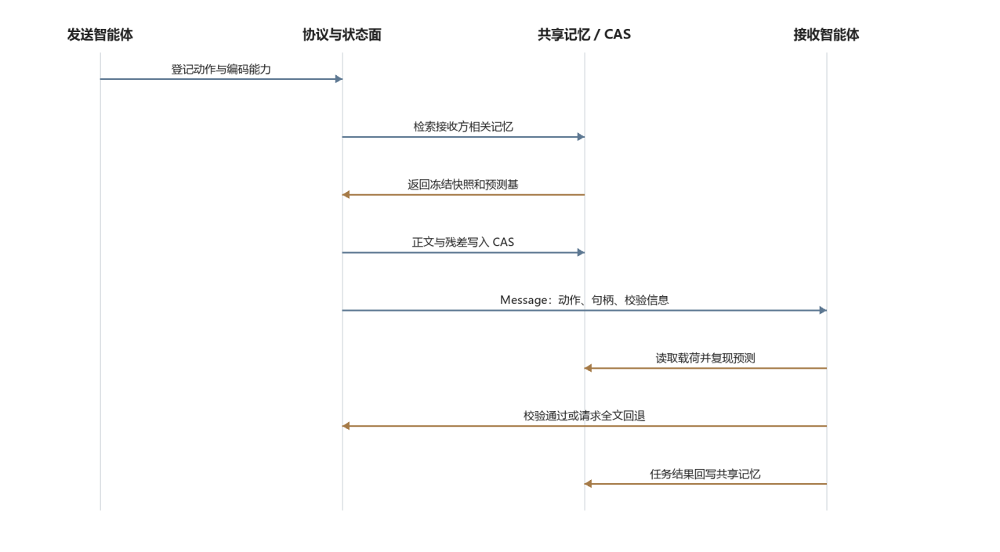 发送智能体
协议与状态面
共享记忆 / CAS
接收智能体
登记动作与编码能力
检索接收方相关记忆
返回冻结快照和预测基
正文与残差写入 CAS
Message：动作、句柄、校验信息
读取载荷并复现预测
校验通过或请求全文回退
任务结果回写共享记忆